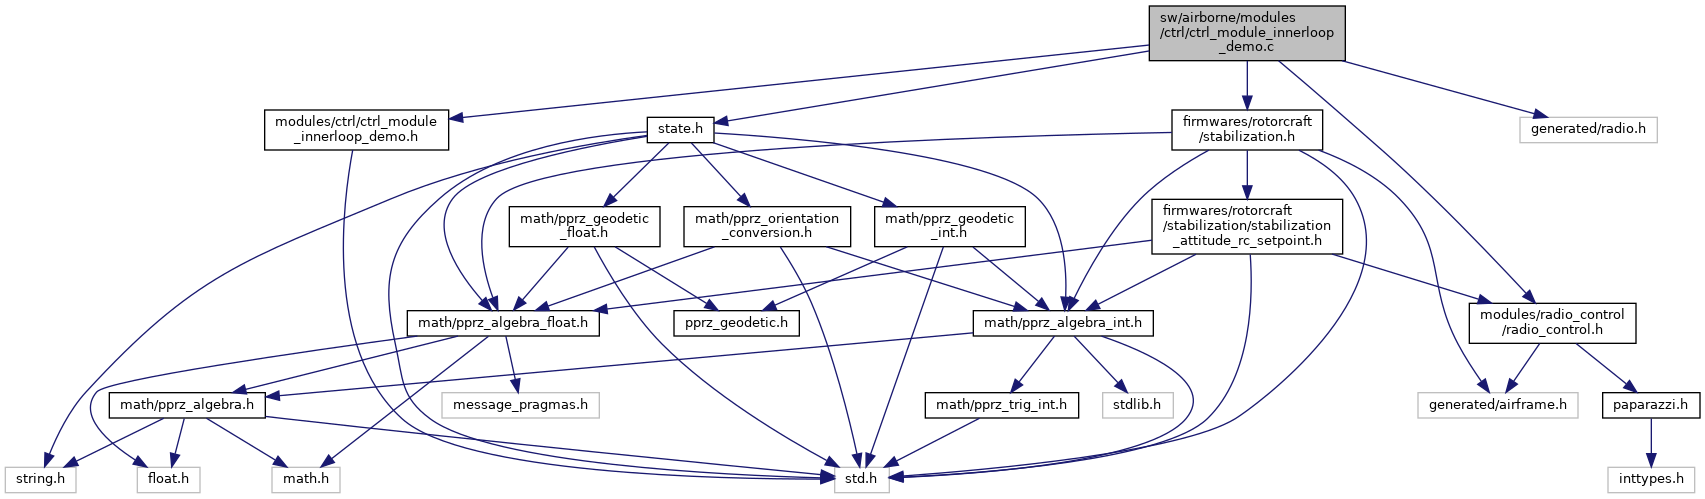 sw/airborne/modules
/ctrl/ctrl_module_innerloop
_demo.c
modules/ctrl/ctrl_module
_innerloop_demo.h
state.h
firmwares/rotorcraft
/stabilization.h
generated/radio.h
math/pprz_geodetic
_float.h
math/pprz_orientation
_conversion.h
math/pprz_geodetic
_int.h
firmwares/rotorcraft
/stabilization/stabilization
_attitude_rc_setpoint.h
math/pprz_algebra_float.h
pprz_geodetic.h
math/pprz_algebra_int.h
modules/radio_control
/radio_control.h
math/pprz_algebra.h
message_pragmas.h
math/pprz_trig_int.h
stdlib.h
generated/airframe.h
paparazzi.h
string.h
float.h
math.h
std.h
inttypes.h